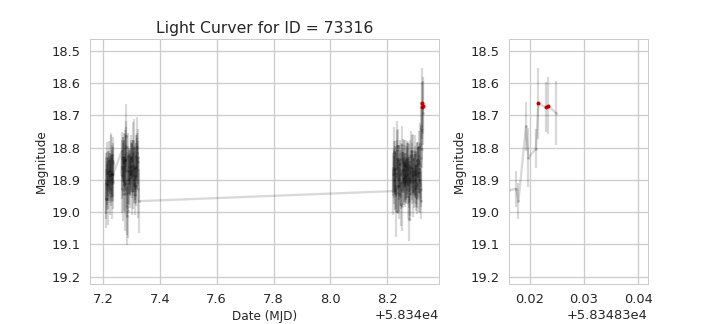 Light Curver for ID = 73316
18.5
18.6
18.7
18.8
18.9
19.0
19.1
19.2
Magnitude
7.2 7.4 7.6 7.8 8.0 8.2
Date (MJD) +5.834e4
18.5
18.6
18.7
18.8
18.9
19.0
19.1
19.2
Magnitude
0.02 0.03 0.04
+5.83483e4